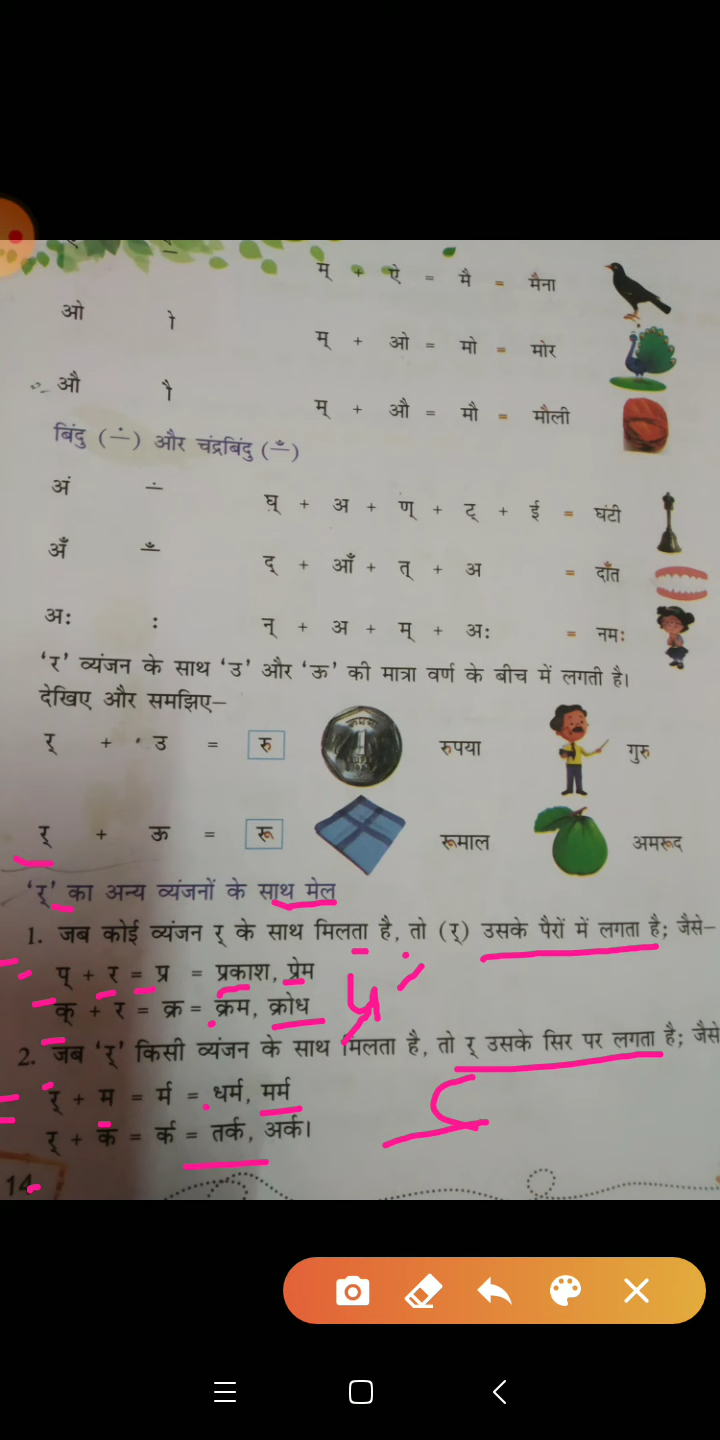 म् + ऐ = मै = मैना
ओ ो म् + ओ = मो = मोर
औ ौ म् + औ = मौ = मौली
बिंदु (ं) और चंद्रबिंदु (ँ)
अं ं घ् + अ + ण् + ट् + ई = घंटी
अँ ँ द् + आँ + त् + अ = दाँत
अः : न् + अ + म् + अः = नमः
‘र’ व्यंजन के साथ ‘उ’ और ‘ऊ’ की मात्रा वर्ण के बीच में लगती है।
देखिए और समझिए–
र् + उ = रु रुपया गुरु
र् + ऊ = रू रूमाल अमरूद
‘र्’ का अन्य व्यंजनों के साथ मेल
1. जब कोई व्यंजन र् के साथ मिलता है, तो (र्) उसके पैरों में लगता है; जैसे–
प् + र = प्र = प्रकाश, प्रेम
क् + र = क्र = क्रम, क्रोध
2. जब ‘र्’ किसी व्यंजन के साथ मिलता है, तो र् उसके सिर पर लगता है; जैसे
र् + म = र्म = धर्म, मर्म
र् + क = र्क = तर्क, अर्क।
14